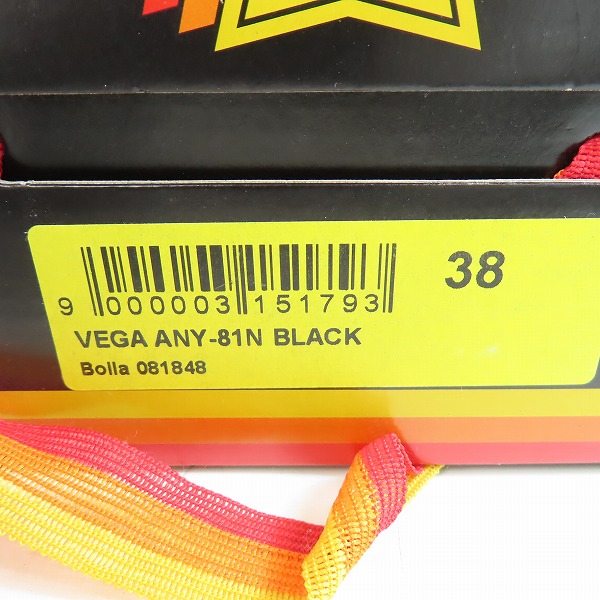 38
9 000003 151793
VEGA ANY-81N BLACK
Bolla 081848